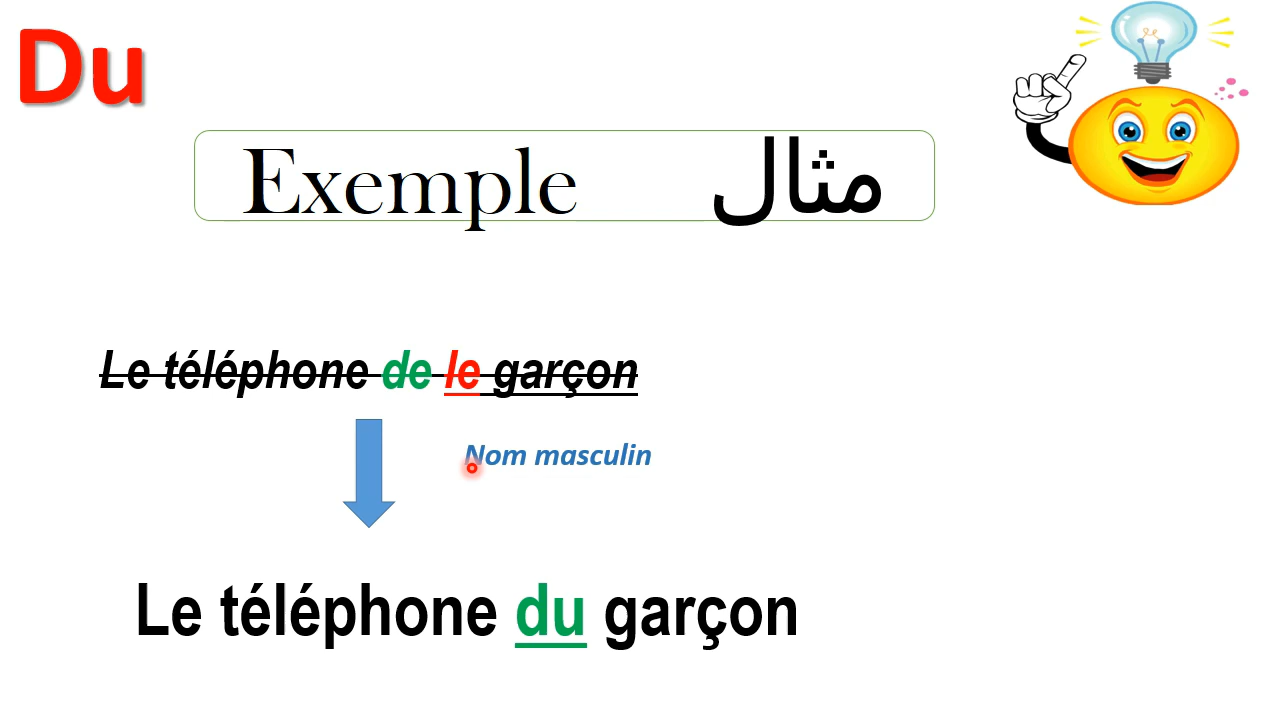 Du
Exemple مثال
Le téléphone de le garçon
Nom masculin
Le téléphone du garçon